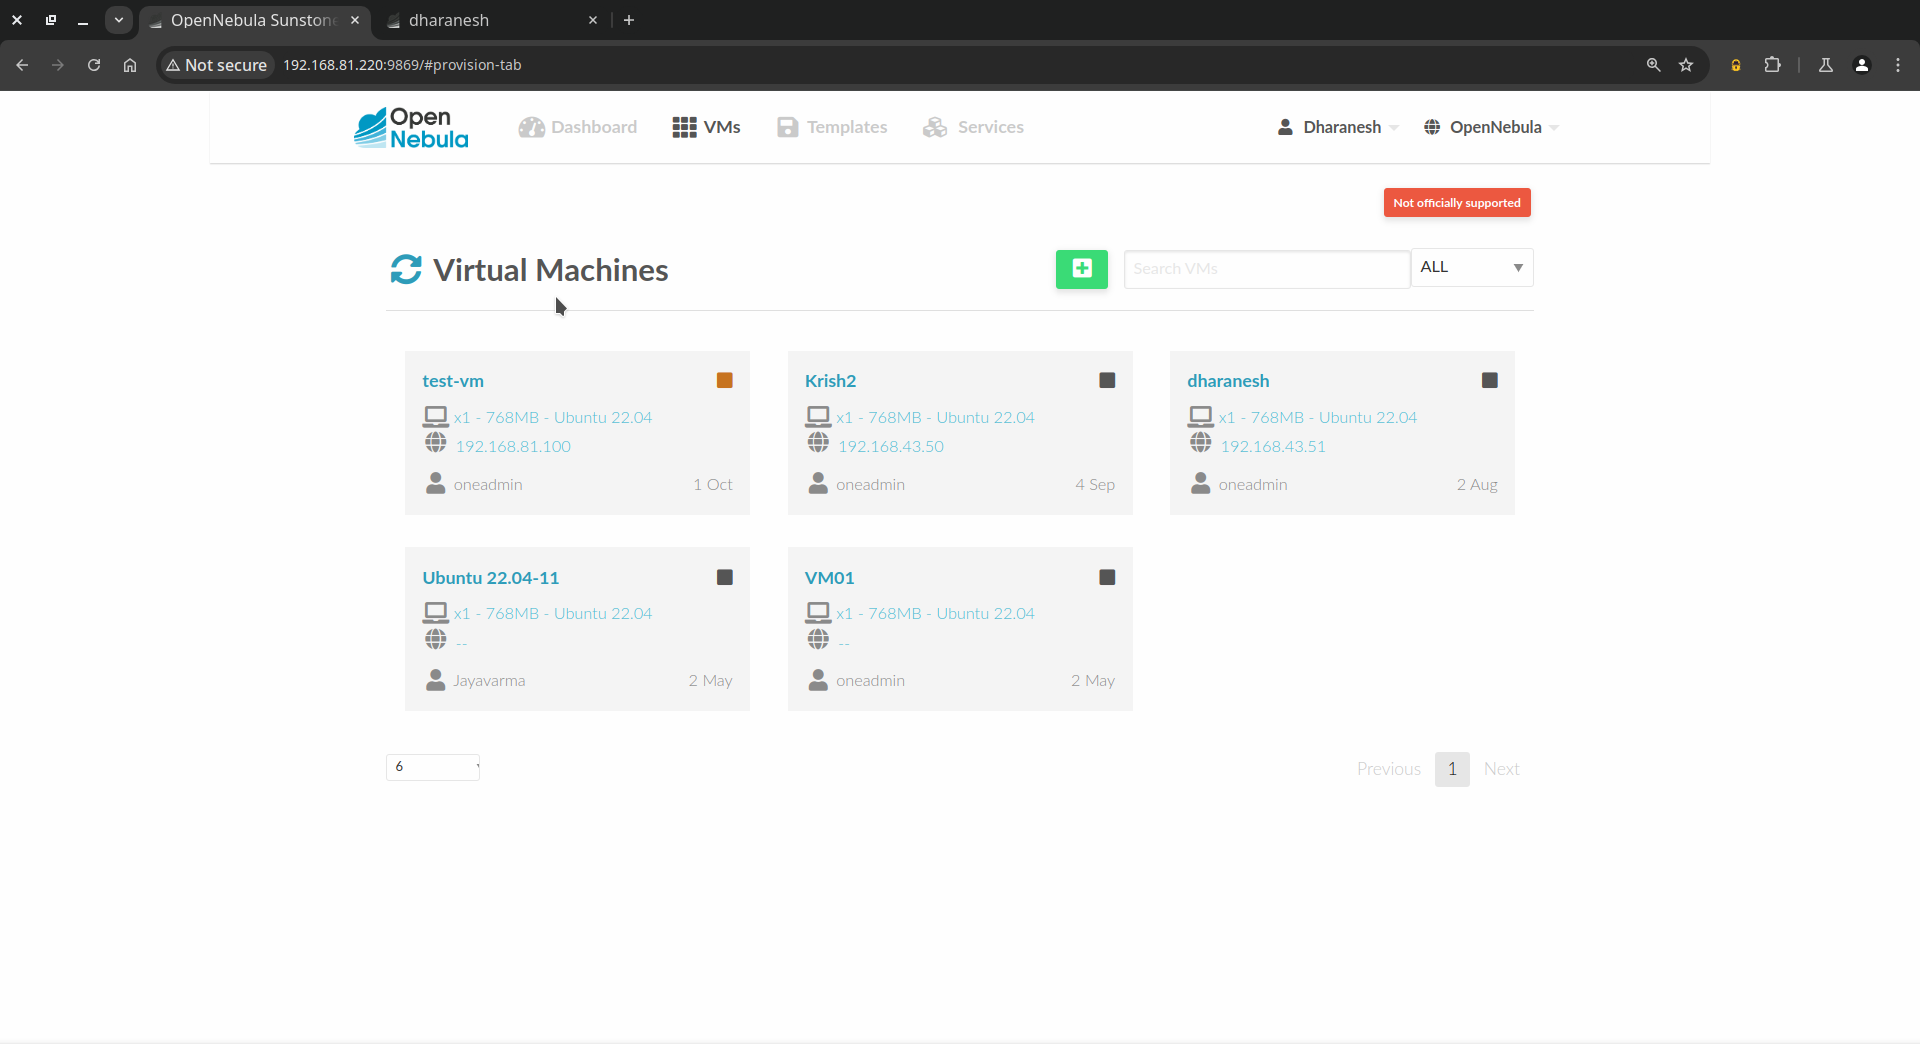 OpenNebula Sunstone
dharanesh
Not secure
192.168.81.220:9869/#provision-tab
Open
Nebula
Dashboard
VMs
Templates
Services
Dharanesh
OpenNebula
Not officially supported
Virtual Machines
Search VMs
ALL
test-vm
x1 - 768MB - Ubuntu 22.04
192.168.81.100
oneadmin
1 Oct
Krish2
x1 - 768MB - Ubuntu 22.04
192.168.43.50
oneadmin
4 Sep
dharanesh
x1 - 768MB - Ubuntu 22.04
192.168.43.51
oneadmin
2 Aug
Ubuntu 22.04-11
x1 - 768MB - Ubuntu 22.04
--
Jayavarma
2 May
VM01
x1 - 768MB - Ubuntu 22.04
--
oneadmin
2 May
6
Previous
1
Next